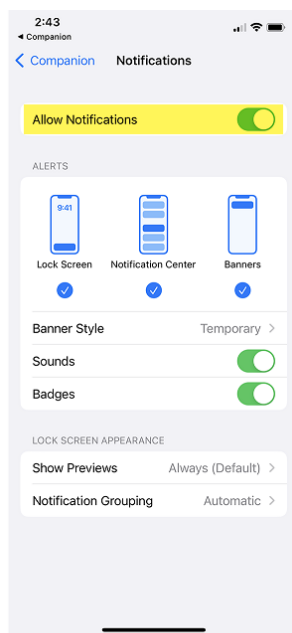 2:43
◀ Companion
Companion Notifications
Allow Notifications
ALERTS
9:41
Lock Screen Notification Center Banners
Banner Style Temporary
Sounds
Badges
LOCK SCREEN APPEARANCE
Show Previews Always (Default)
Notification Grouping Automatic